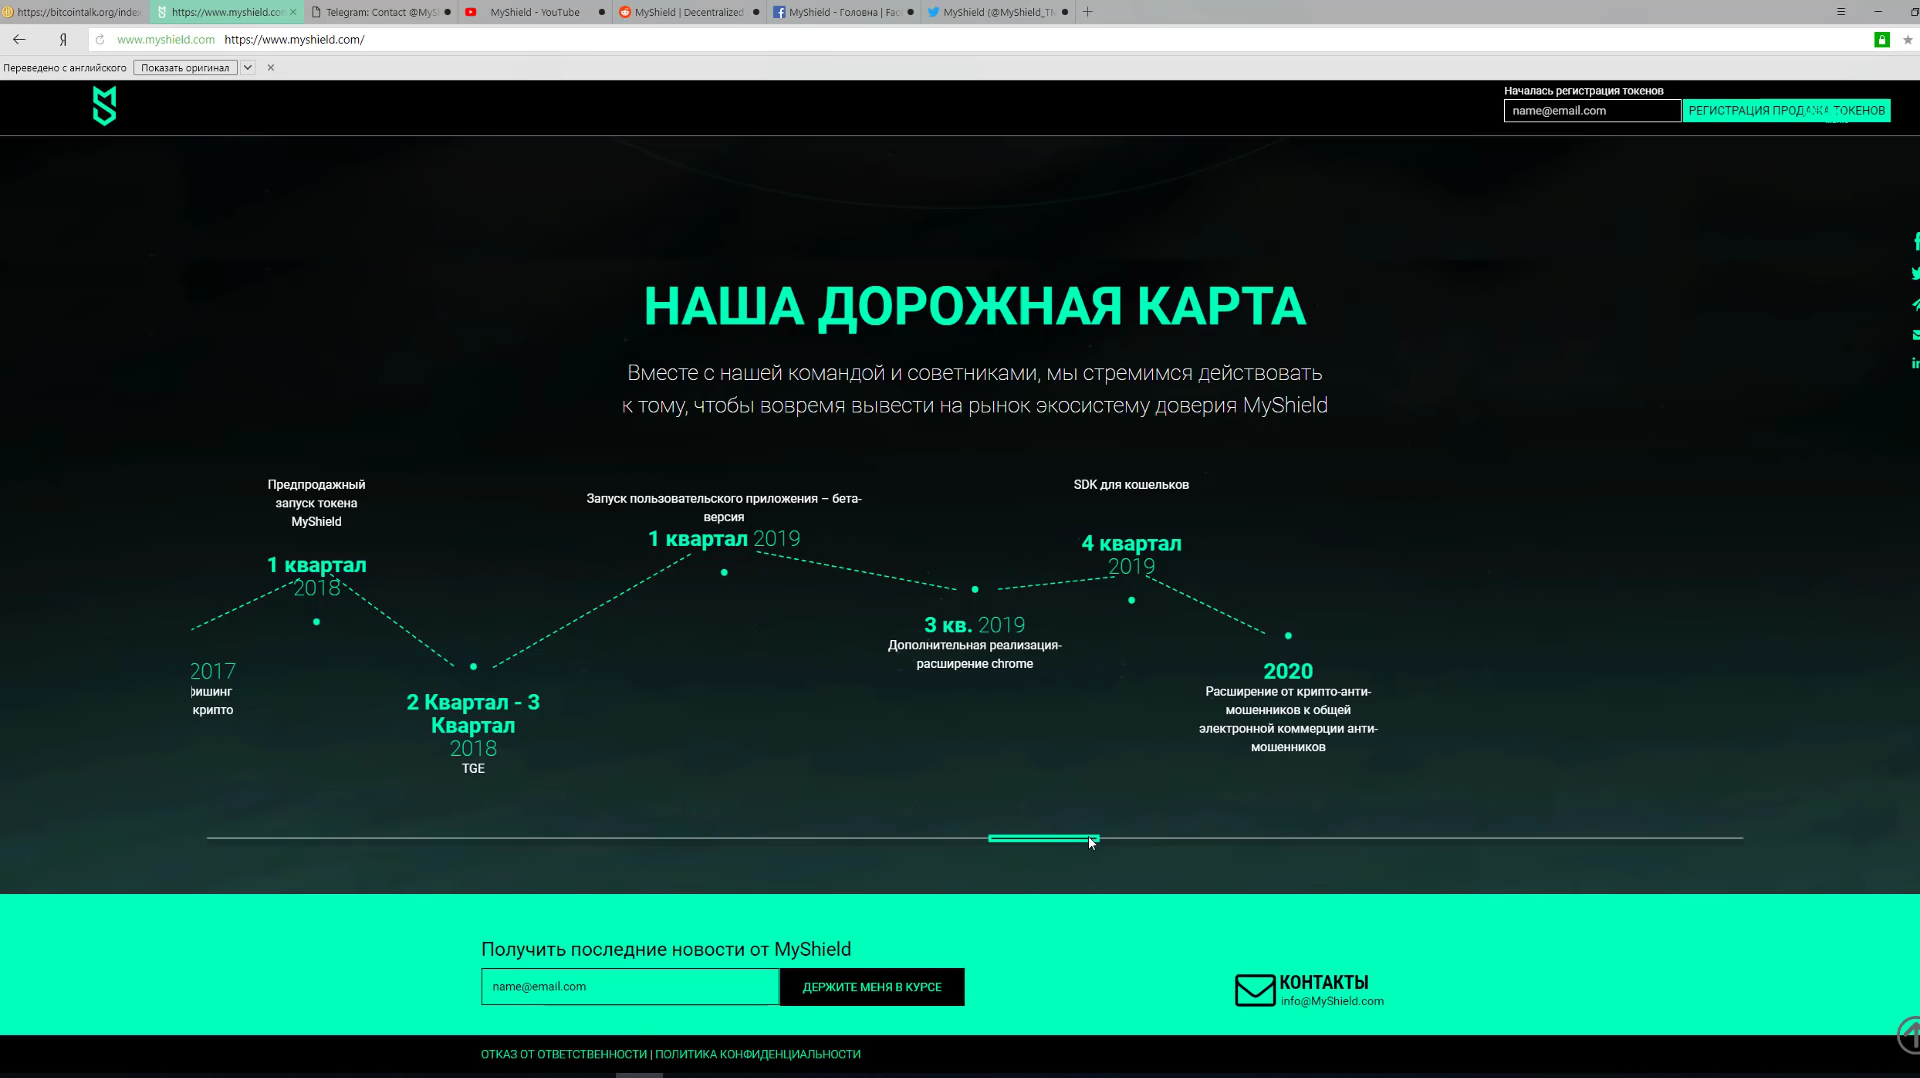 https://bitcointalk.org/index
https://www.myshield.co
Telegram: Contact @MyS
MyShield - YouTube
MyShield | Decentralized
MyShield - Головна | Fac
MyShield (@MyShield_TM
www.myshield.com https://www.myshield.com/
Переведено с английского Показать оригинал
Началась регистрация токенов
name@email.com РЕГИСТРАЦИЯ ПРОДАЖА ТОКЕНОВ
НАША ДОРОЖНАЯ КАРТА
Вместе с нашей командой и советниками, мы стремимся действовать
к тому, чтобы вовремя вывести на рынок экосистему доверия MyShield
2017
ишинг
крипто
Предпродажный
запуск токена
MyShield
1 квартал
2018
2 Квартал - 3
Квартал
2018
TGE
Запуск пользовательского приложения – бета-
версия
1 квартал 2019
3 кв. 2019
Дополнительная реализация-
расширение chrome
SDK для кошельков
4 квартал
2019
2020
Расширение от крипто-анти-
мошенников к общей
электронной коммерции анти-
мошенников
Получить последние новости от MyShield
name@email.com ДЕРЖИТЕ МЕНЯ В КУРСЕ
КОНТАКТЫ
info@MyShield.com
ОТКАЗ ОТ ОТВЕТСТВЕННОСТИ | ПОЛИТИКА КОНФИДЕНЦИАЛЬНОСТИ